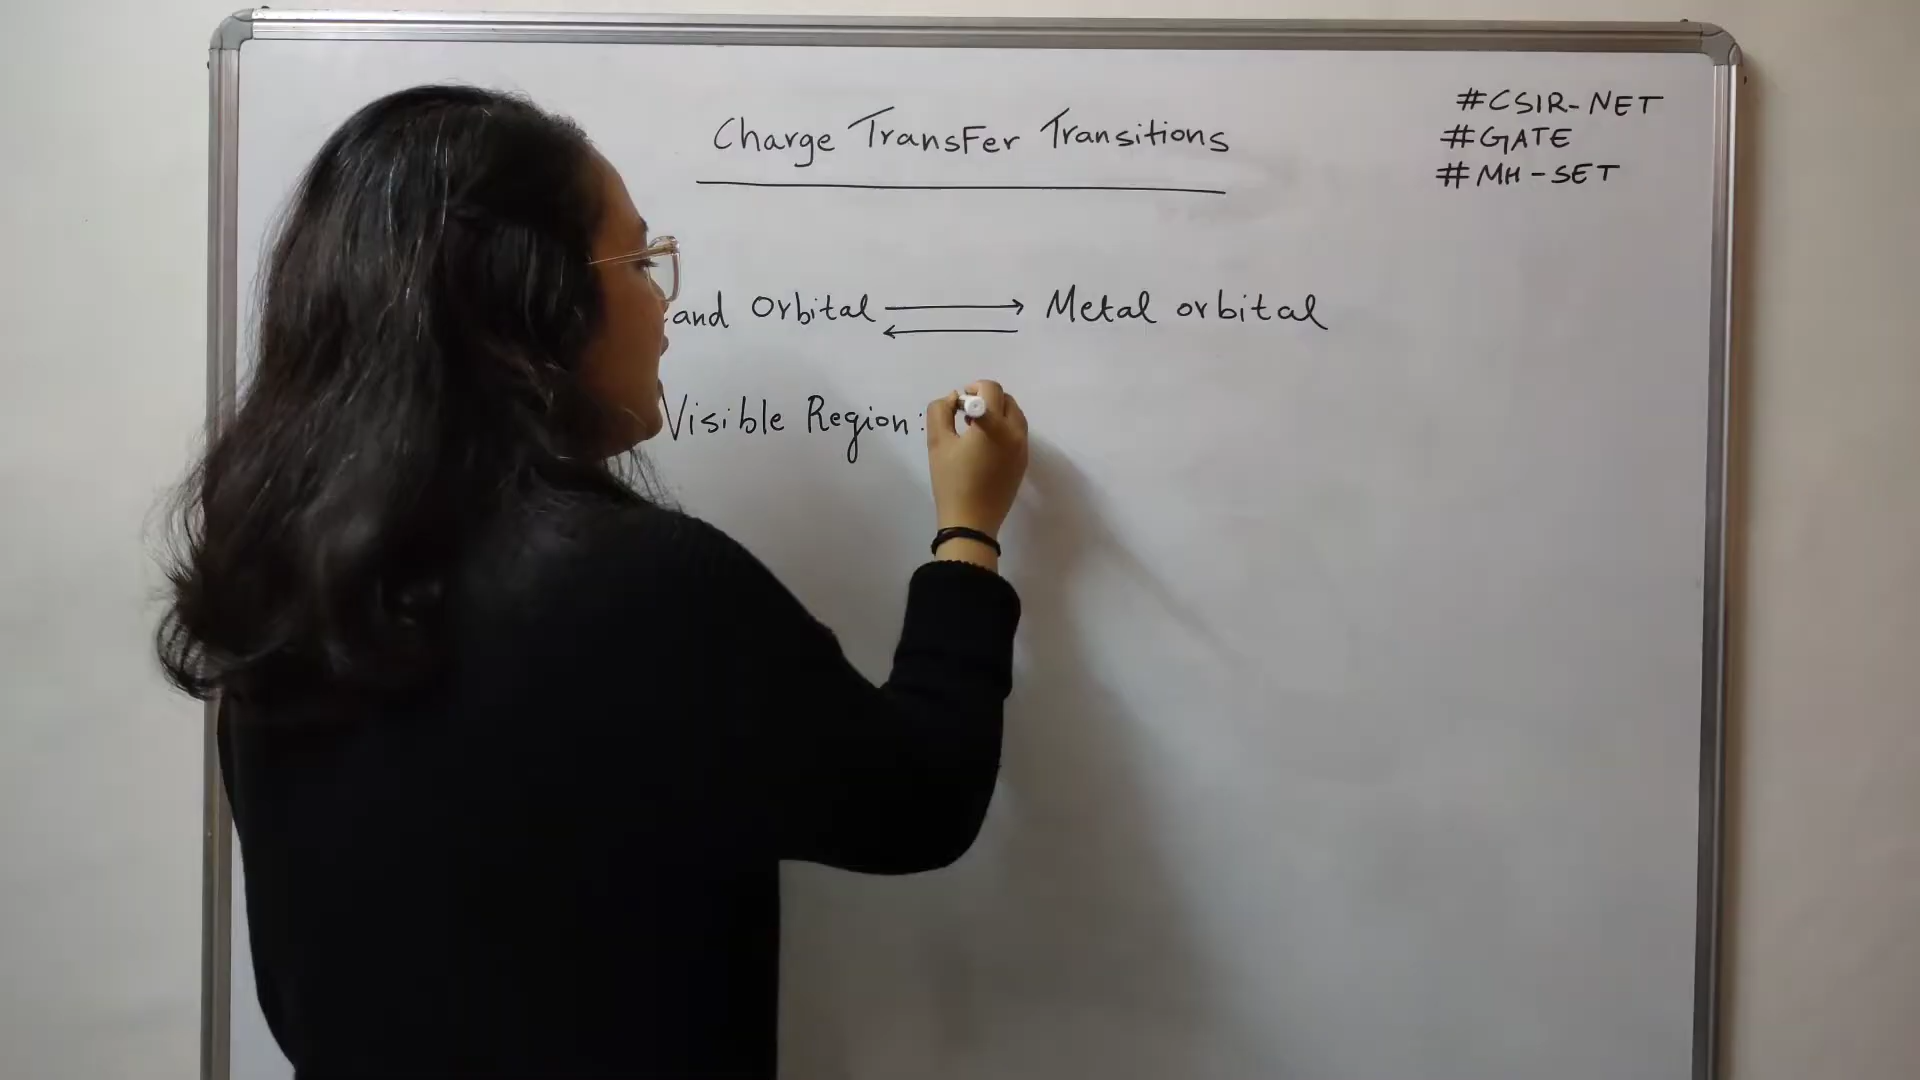 Charge Transfer Transitions
#CSIR-NET
#GATE
#MH-SET
and Orbital ⇄ Metal orbital
Visible Region: